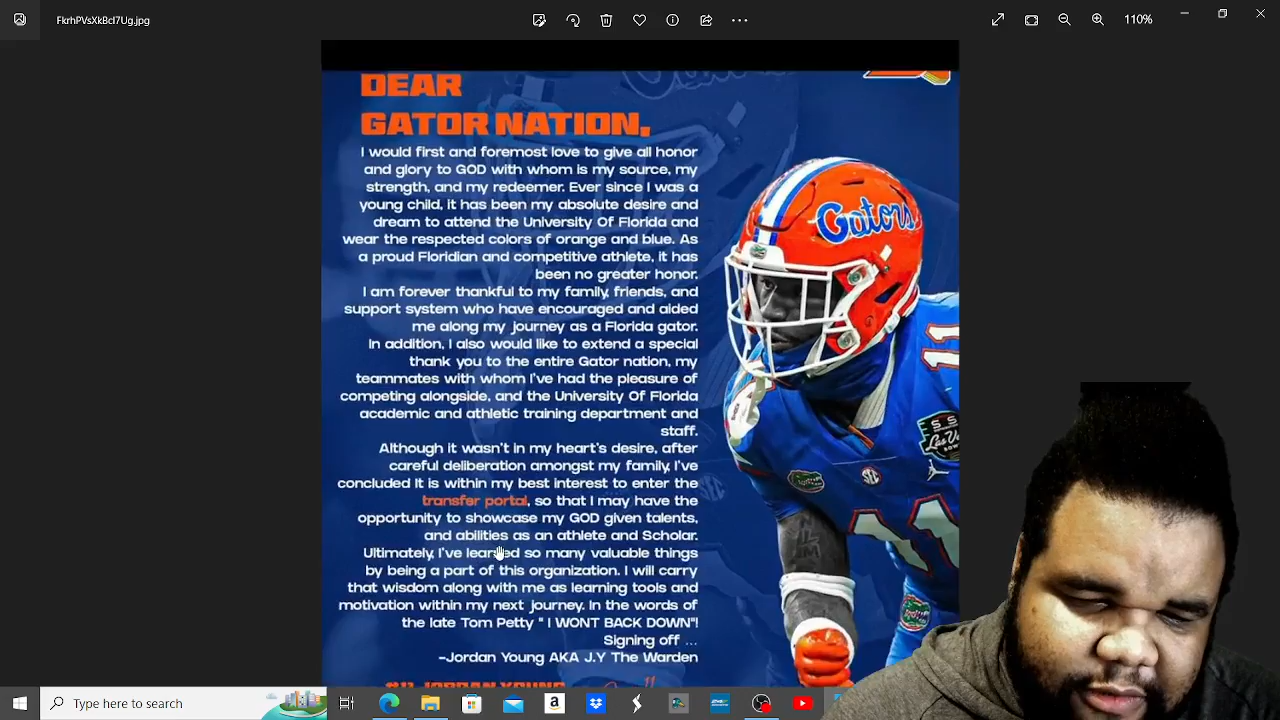 FkrhPVsXkBcI7Ug.jpg
110%
DEAR
GATOR NATION,
I would first and foremost love to give all honor
and glory to GOD with whom is my source, my
strength, and my redeemer. Ever since I was a
young child, it has been my absolute desire and
dream to attend the University Of Florida and
wear the respected colors of orange and blue. As
a proud Floridian and competitive athlete, it has
been no greater honor.
I am forever thankful to my family, friends, and
support system who have encouraged and aided
me along my journey as a Florida gator.
In addition, I also would like to extend a special
thank you to the entire Gator nation, my
teammates with whom I've had the pleasure of
competing alongside, and the University Of Florida
academic and athletic training department and
staff.
Although it wasn't in my heart's desire, after
careful deliberation amongst my family, I've
concluded It is within my best interest to enter the
transfer portal, so that I may have the
opportunity to showcase my GOD given talents,
and abilities as an athlete and Scholar.
Ultimately, I've learned so many valuable things
by being a part of this organization. I will carry
that wisdom along with me as learning tools and
motivation within my next journey. In the words of
the late Tom Petty " I WONT BACK DOWN"!
Signing off ...
-Jordan Young AKA J.Y The Warden
#11 JORDAN YOUNG
Gators
11
SEC
11
Type here to search